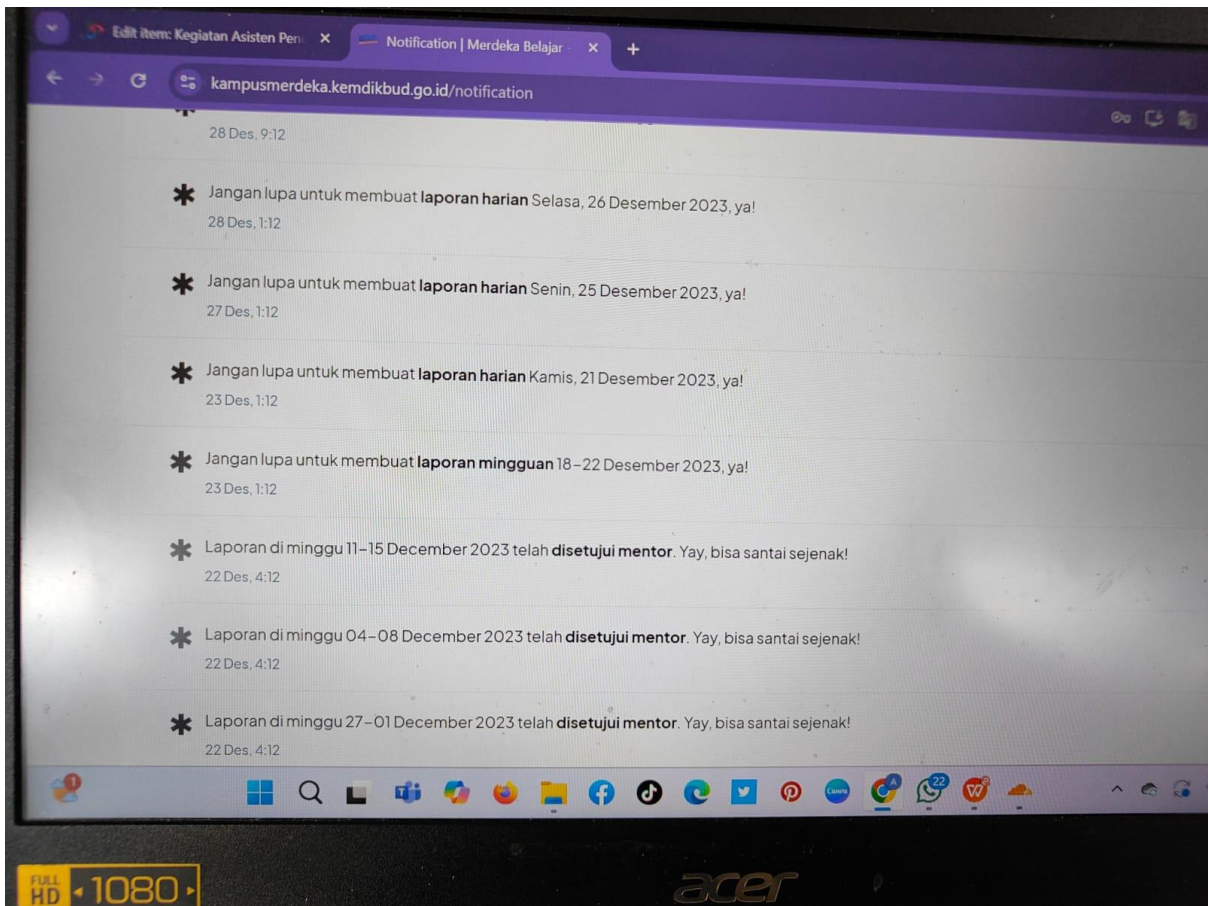 Edit item: Kegiatan Asisten Pen
Notification | Merdeka Belajar
kampusmerdeka.kemdikbud.go.id/notification
28 Des, 9:12
Jangan lupa untuk membuat laporan harian Selasa, 26 Desember 2023, ya!
28 Des, 1:12
Jangan lupa untuk membuat laporan harian Senin, 25 Desember 2023, ya!
27 Des, 1:12
Jangan lupa untuk membuat laporan harian Kamis, 21 Desember 2023, ya!
23 Des, 1:12
Jangan lupa untuk membuat laporan mingguan 18–22 Desember 2023, ya!
23 Des, 1:12
Laporan di minggu 11–15 December 2023 telah disetujui mentor. Yay, bisa santai sejenak!
22 Des, 4:12
Laporan di minggu 04–08 December 2023 telah disetujui mentor. Yay, bisa santai sejenak!
22 Des, 4:12
Laporan di minggu 27–01 December 2023 telah disetujui mentor. Yay, bisa santai sejenak!
22 Des, 4:12
1
Canva
A
22
W
FULL HD 1080
acer